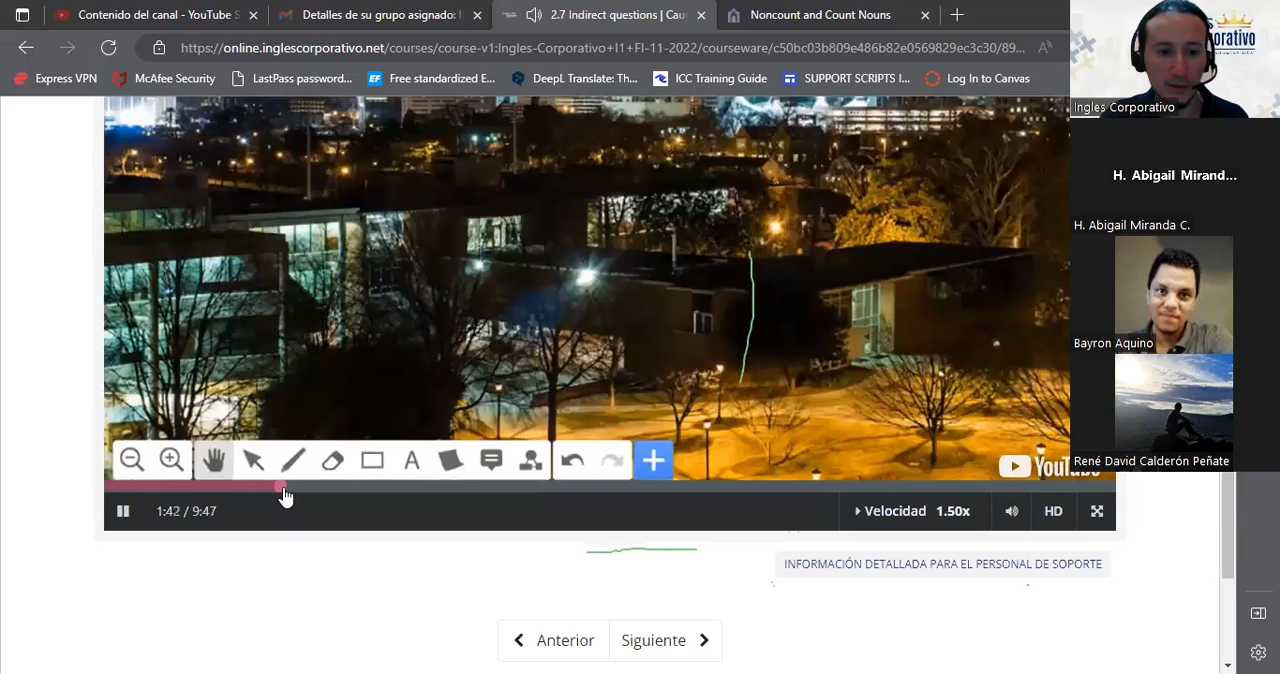 Contenido del canal - YouTube S
Detalles de su grupo asignado: I
2.7 Indirect questions | Cau
Noncount and Count Nouns
https://online.inglescorporativo.net/courses/course-v1:Ingles-Corporativo+I1+FI-11-2022/courseware/c50bc03b809e486b82e0569829ec3c30/89...
Express VPN
McAfee Security
LastPass password...
EF
Free standardized E...
DeepL Translate: Th...
ICC Training Guide
SUPPORT SCRIPTS I...
Log In to Canvas
orporativo
Ingles Corporativo
H. Abigail Mirand...
H. Abigail Miranda C.
Bayron Aquino
René David Calderón Peñate
A
YouTube
1:42 / 9:47
Velocidad 1.50x
HD
INFORMACIÓN DETALLADA PARA EL PERSONAL DE SOPORTE
Anterior
Siguiente